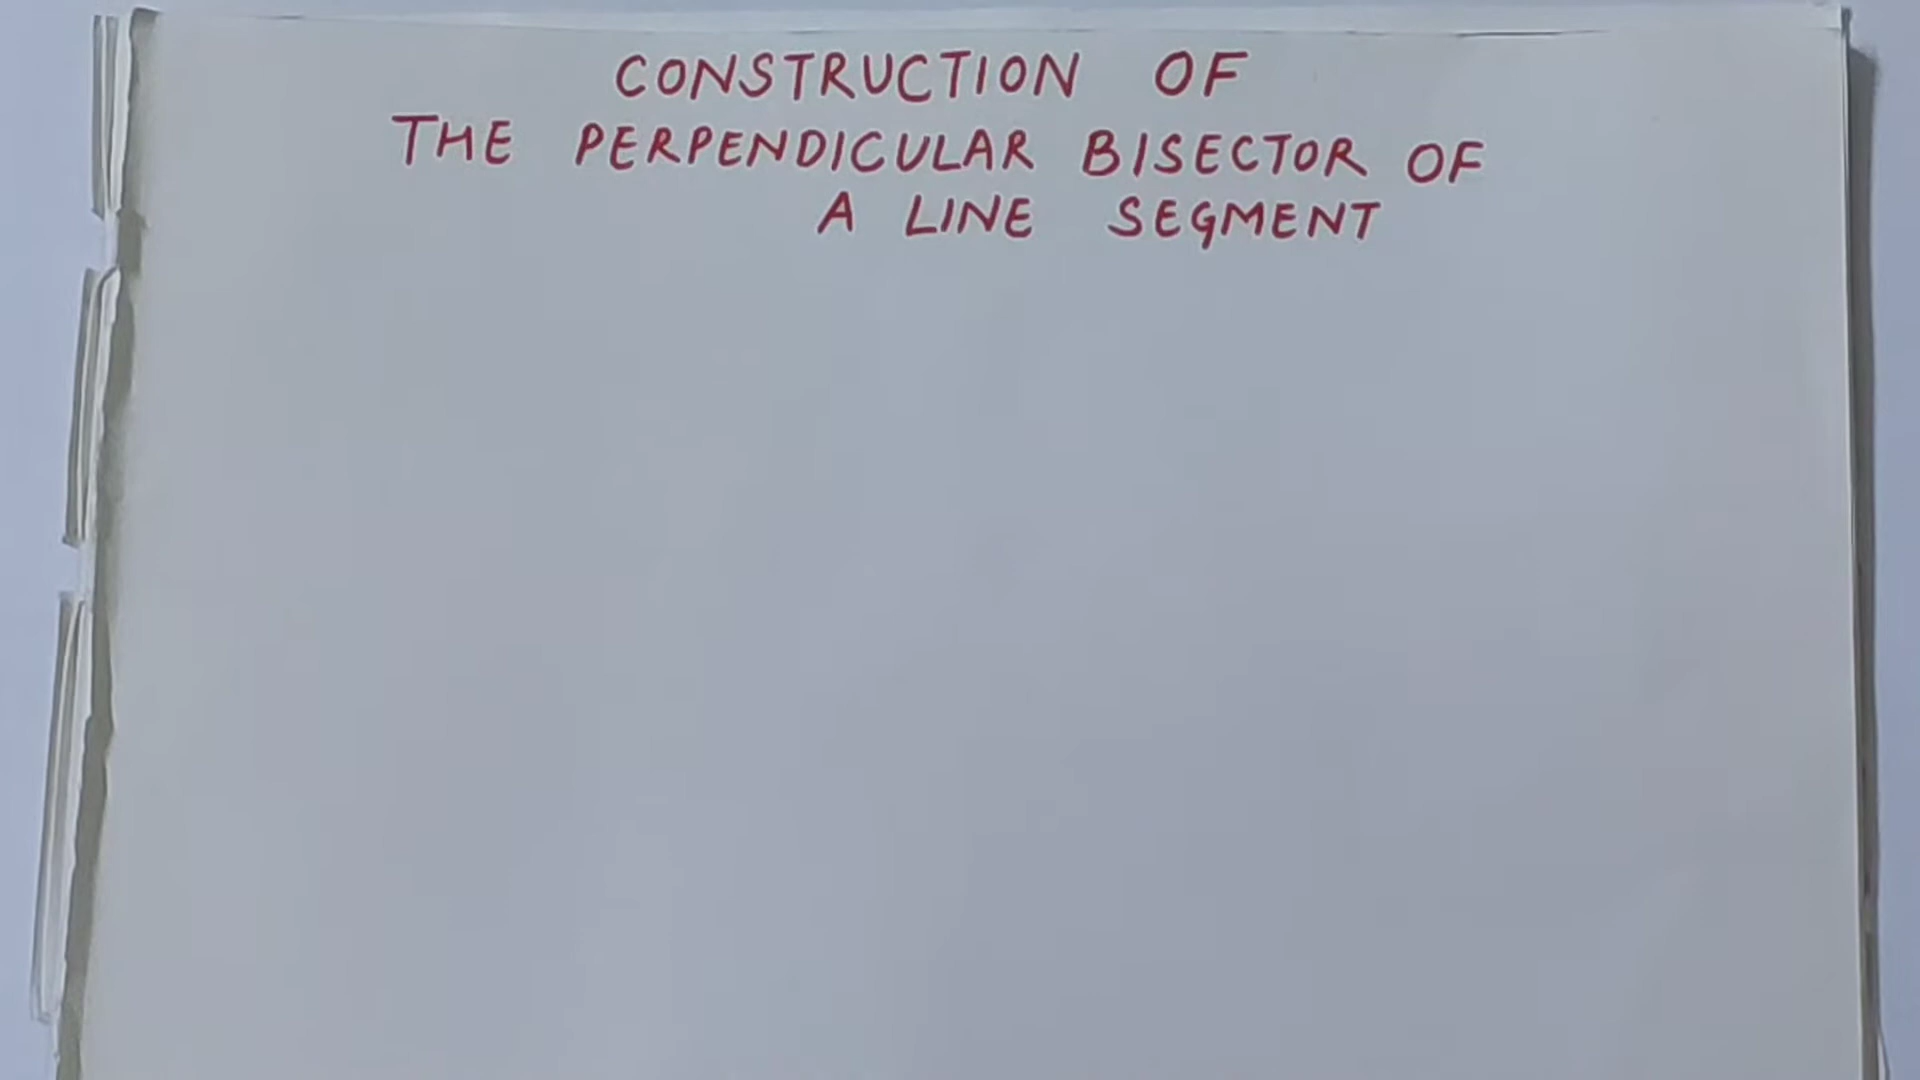 CONSTRUCTION OF
THE PERPENDICULAR BISECTOR OF
A LINE SEGMENT